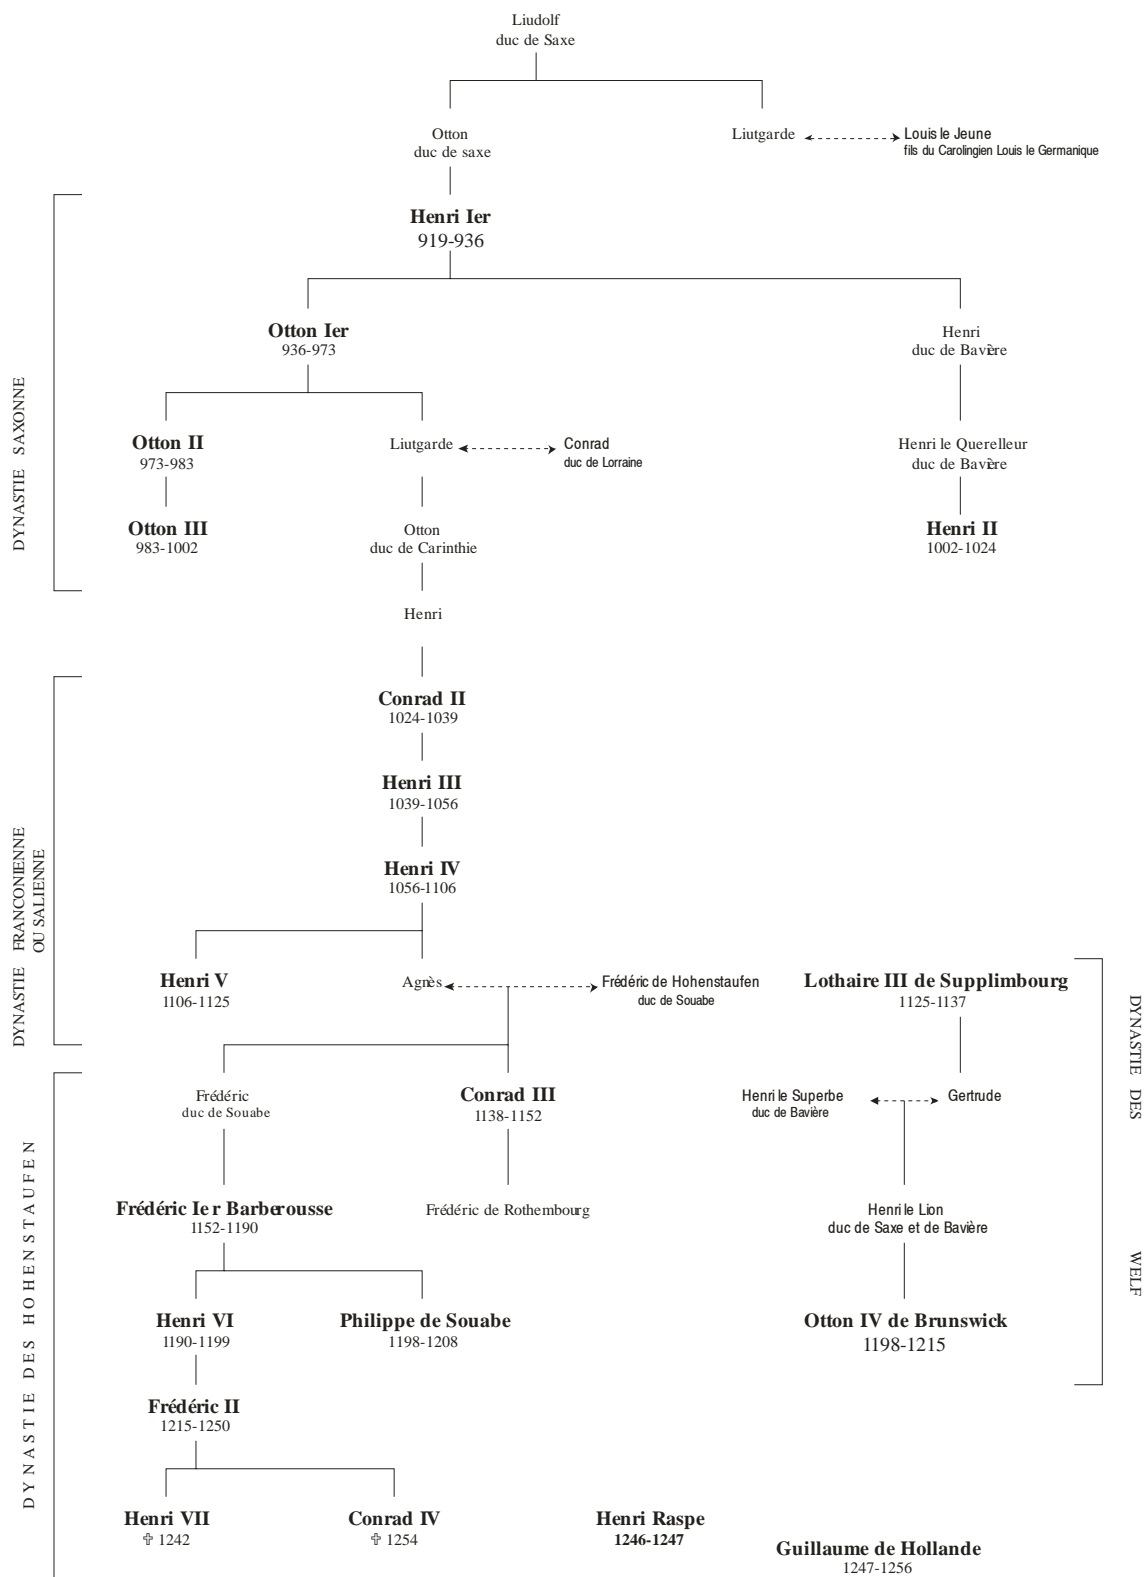 Liudolf
duc de Saxe
Otton
duc de saxe
Liutgarde
Louis le Jeune
fils du Carolingien Louis le Germanique
Henri Ier
919-936
Otton Ier
936-973
Henri
duc de Bavière
Otton II
973-983
Liutgarde
Conrad
duc de Lorraine
Henri le Querelleur
duc de Bavière
Otton III
983-1002
Otton
duc de Carinthie
Henri II
1002-1024
DYNASTIE SAXONNE
Henri
Conrad II
1024-1039
Henri III
1039-1056
Henri IV
1056-1106
DYNASTIE FRANCONIENNE
OU SALIENNE
Henri V
1106-1125
Agnès
Frédéric de Hohenstaufen
duc de Souabe
Lothaire III de Supplimbourg
1125-1137
Frédéric
duc de Souabe
Conrad III
1138-1152
Henri le Superbe
duc de Bavière
Gertrude
DYNASTIE DES WELF
Frédéric Ier Barberousse
1152-1190
Frédéric de Rothembourg
Henri le Lion
duc de Saxe et de Bavière
Henri VI
1190-1199
Philippe de Souabe
1198-1208
Otton IV de Brunswick
1198-1215
DYNASTIE DES HOHENSTAUFEN
Frédéric II
1215-1250
Henri VII
✞ 1242
Conrad IV
✞ 1254
Henri Raspe
1246-1247
Guillaume de Hollande
1247-1256